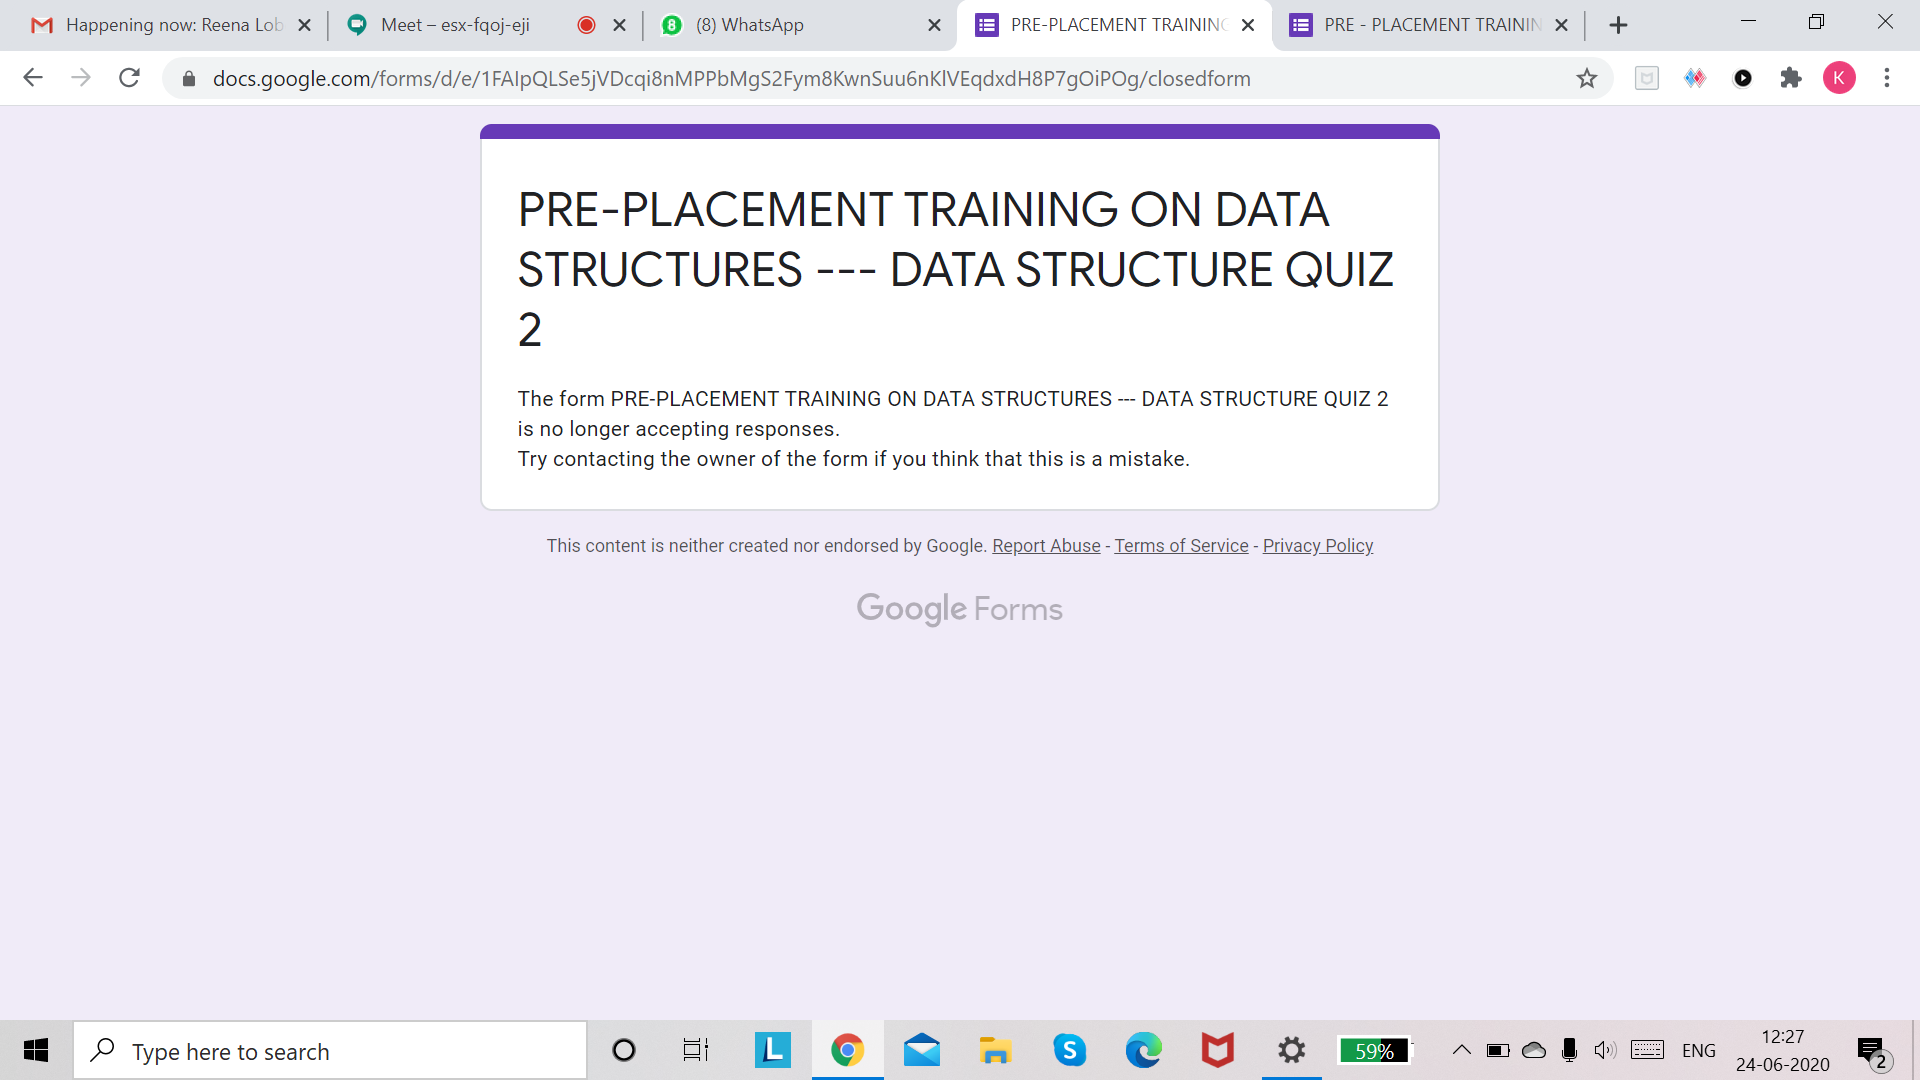 Happening now: Reena Lob
Meet – esx-fqoj-eji
8
(8) WhatsApp
PRE-PLACEMENT TRAINING
PRE - PLACEMENT TRAININ
docs.google.com/forms/d/e/1FAIpQLSe5jVDcqi8nMPPbMgS2Fym8KwnSuu6nKlVEqdxdH8P7gOiPOg/closedform
K
PRE-PLACEMENT TRAINING ON DATA
STRUCTURES --- DATA STRUCTURE QUIZ
2
The form PRE-PLACEMENT TRAINING ON DATA STRUCTURES --- DATA STRUCTURE QUIZ 2
is no longer accepting responses.
Try contacting the owner of the form if you think that this is a mistake.
This content is neither created nor endorsed by Google. Report Abuse - Terms of Service - Privacy Policy
Google Forms
Type here to search
L
S
59%
ENG
12:27
24-06-2020
2